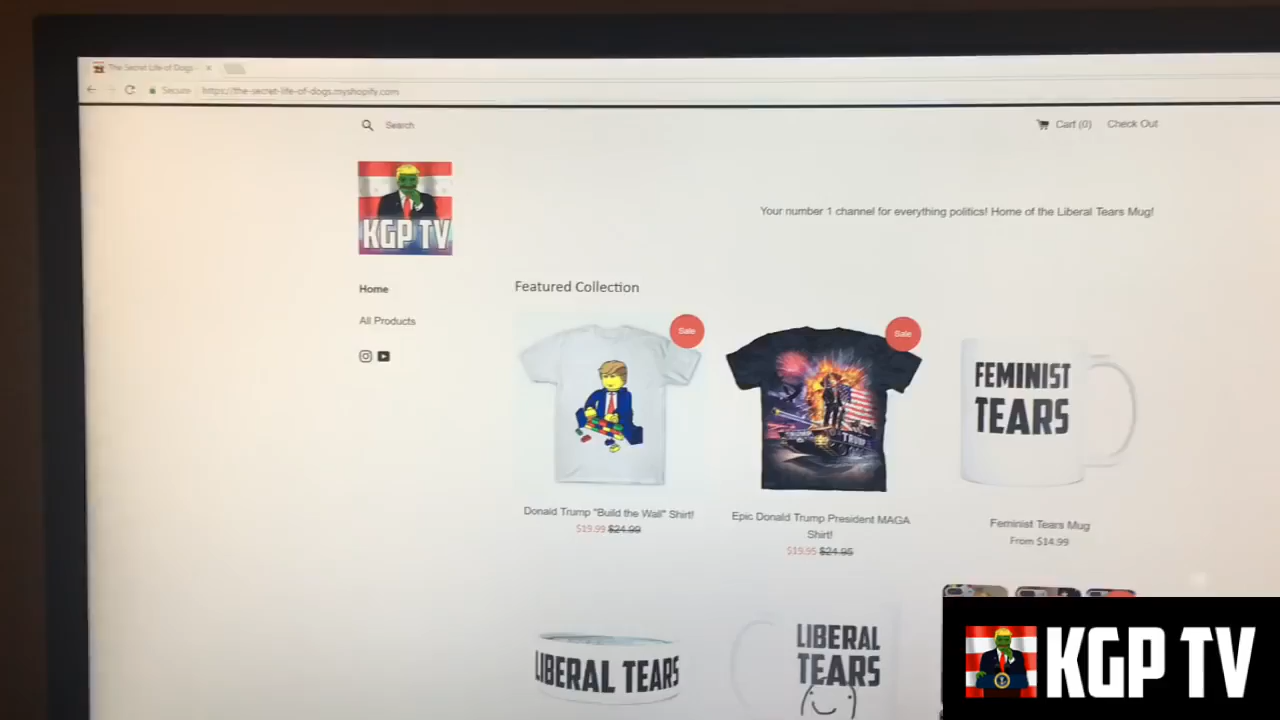 The Secret Life of Dogs
Secure
https://the-secret-life-of-dogs.myshopify.com
Search
Cart (0)
Check Out
KGP TV
Your number 1 channel for everything politics! Home of the Liberal Tears Mug!
Home
All Products
Featured Collection
Sale
Sale
TRUMP
FEMINIST
TEARS
Donald Trump "Build the Wall" Shirt!
$19.99 $24.99
Epic Donald Trump President MAGA
Shirt!
$19.95 $24.95
Feminist Tears Mug
From $14.99
LIBERAL TEARS
LIBERAL
TEARS
KGP TV